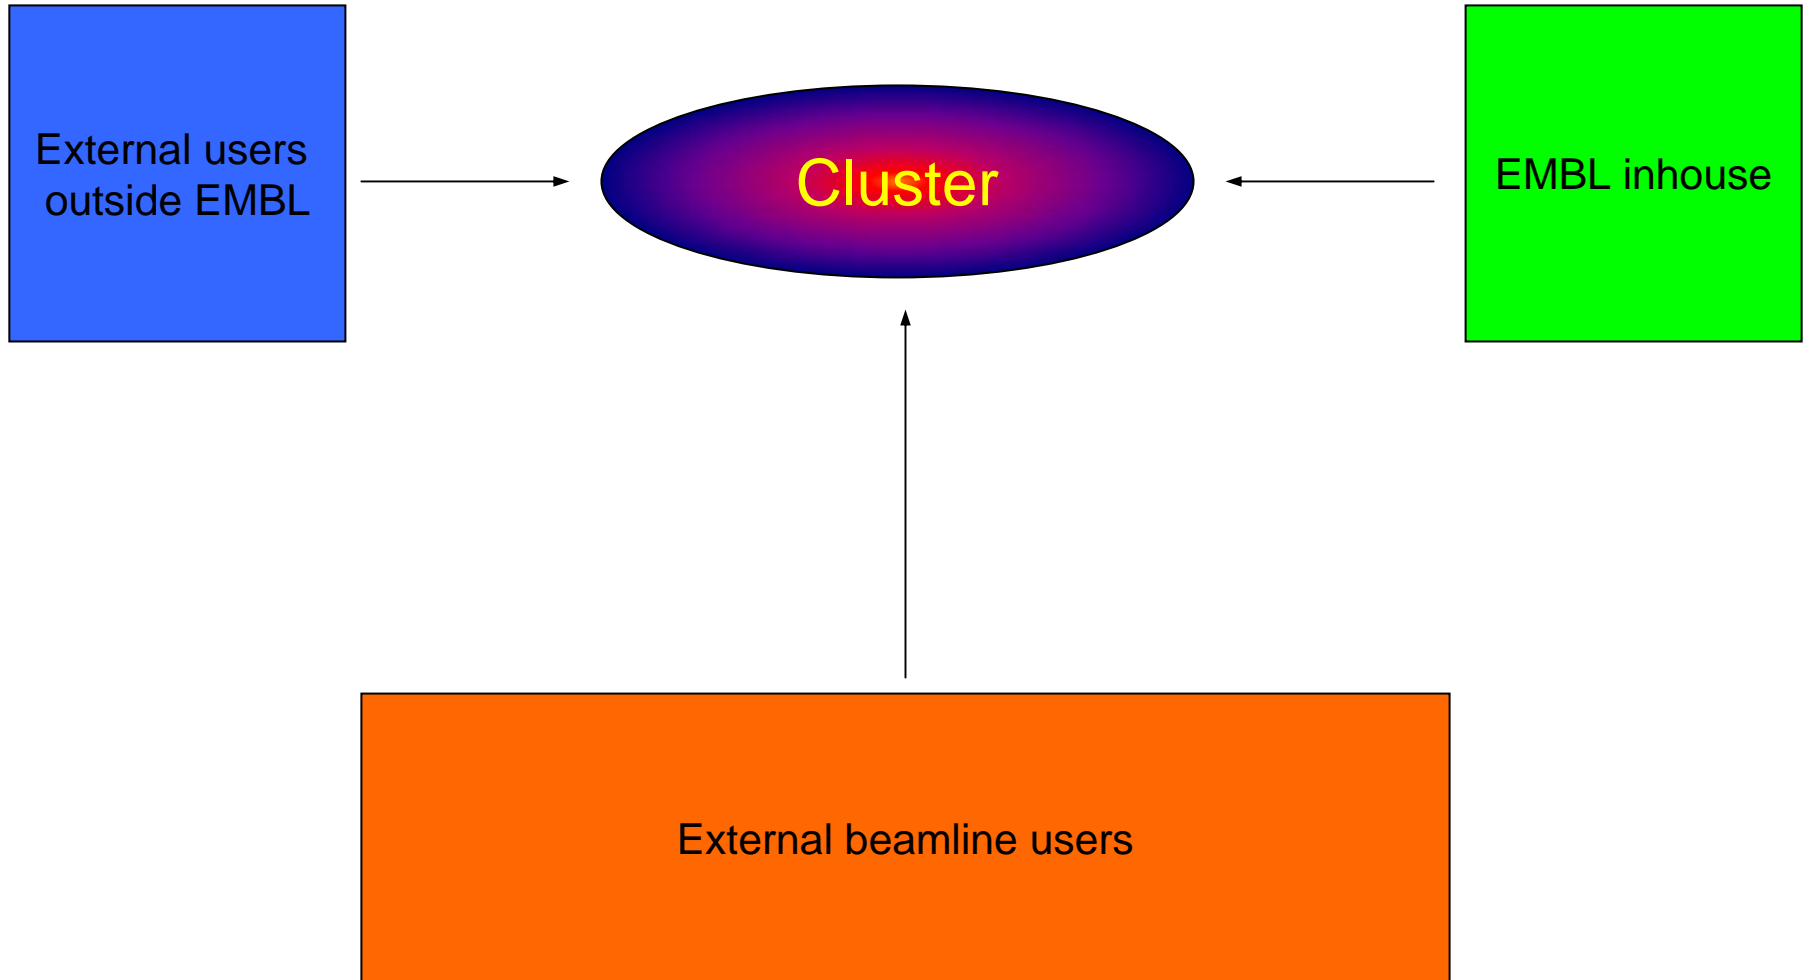 External users
outside EMBL
Cluster
EMBL inhouse
External beamline users